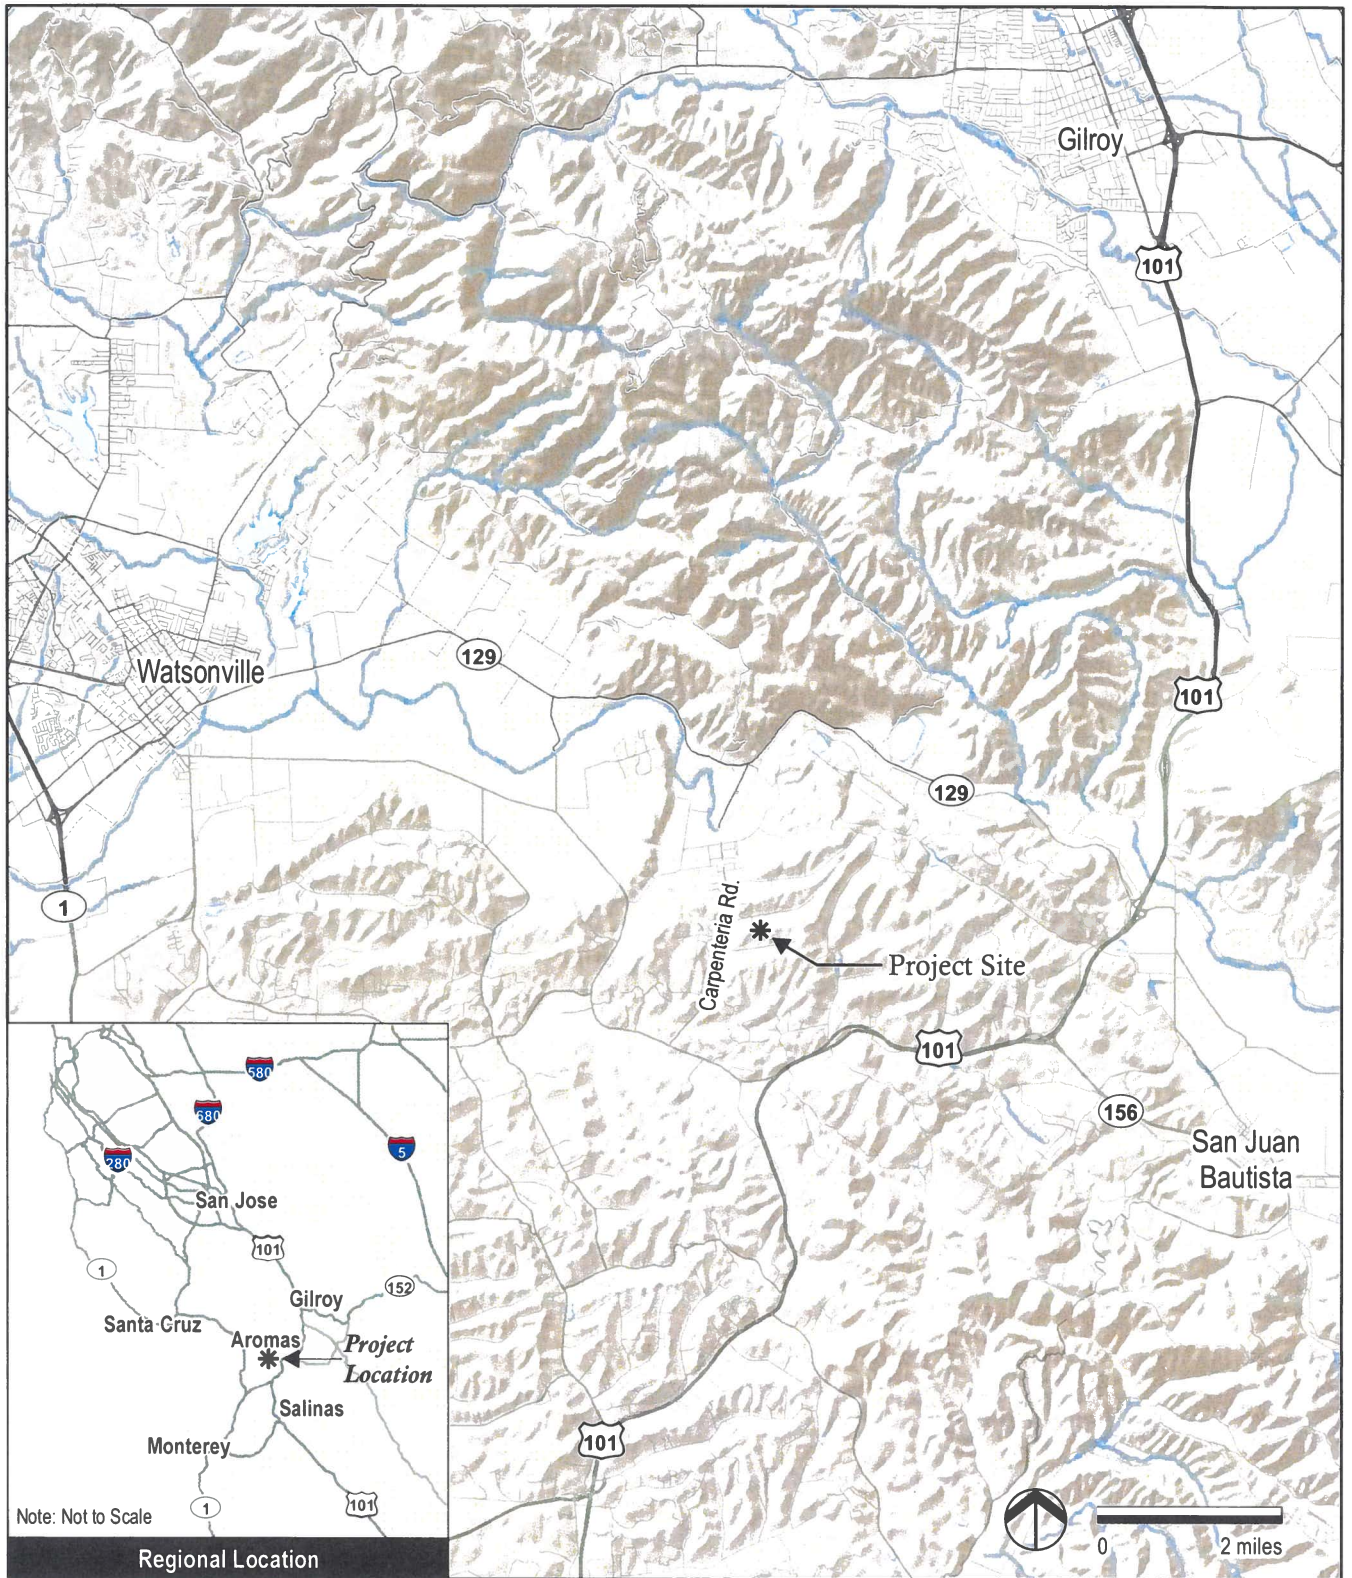 Gilroy
101
Watsonville
129
101
129
1
Carpenteria Rd.
Project Site
101
156
San Juan
Bautista
101
0
2 miles
580
680
5
280
San Jose
101
1
152
Gilroy
Santa Cruz
Aromas
Project
Location
Salinas
Monterey
1
101
Note: Not to Scale
Regional Location